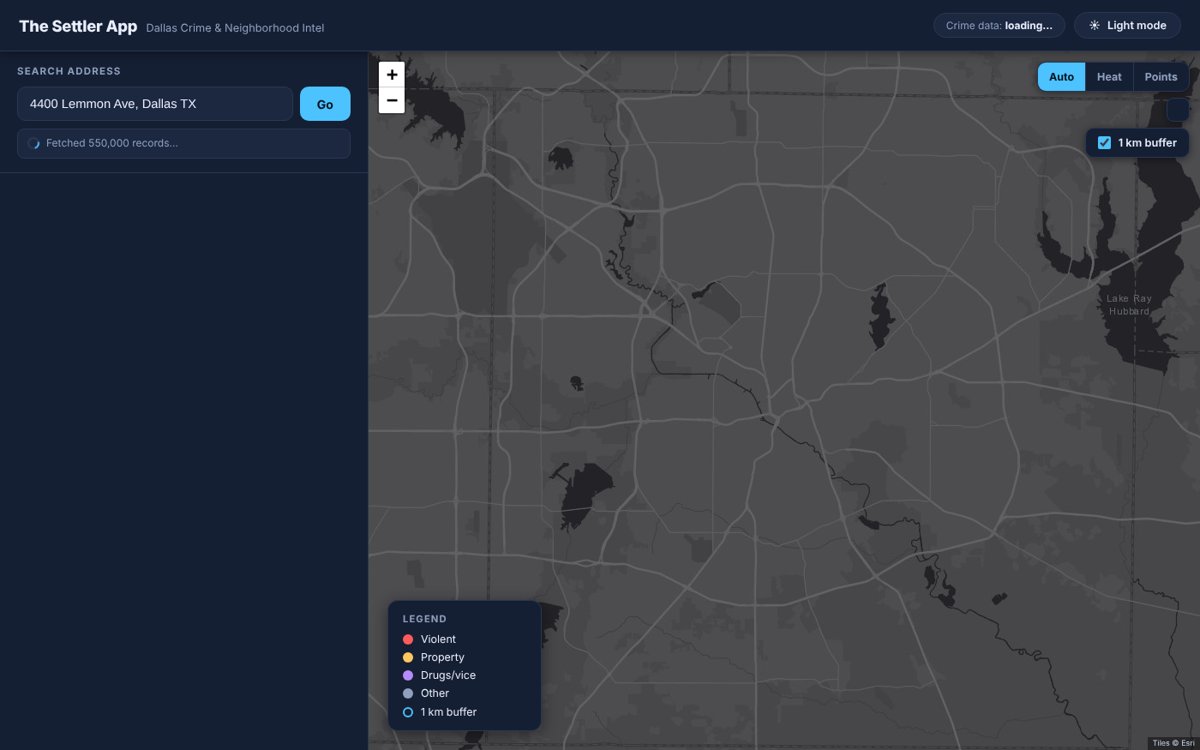 The Settler App Dallas Crime & Neighborhood Intel
Crime data: loading... ☀ Light mode
SEARCH ADDRESS
4400 Lemmon Ave, Dallas TX Go
Fetched 550,000 records...
+
−
Auto Heat Points
1 km buffer
Lake Ray
Hubbard
LEGEND
Violent
Property
Drugs/vice
Other
1 km buffer
Tiles © Esri